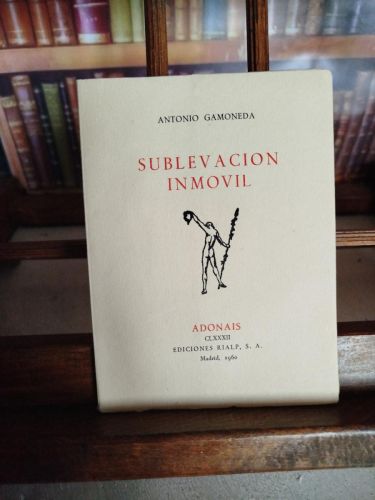 ANTONIO GAMONEDA
SUBLEVACION
INMOVIL
ADONAIS
CLXXXII
EDICIONES RIALP, S. A.
Madrid, 1960